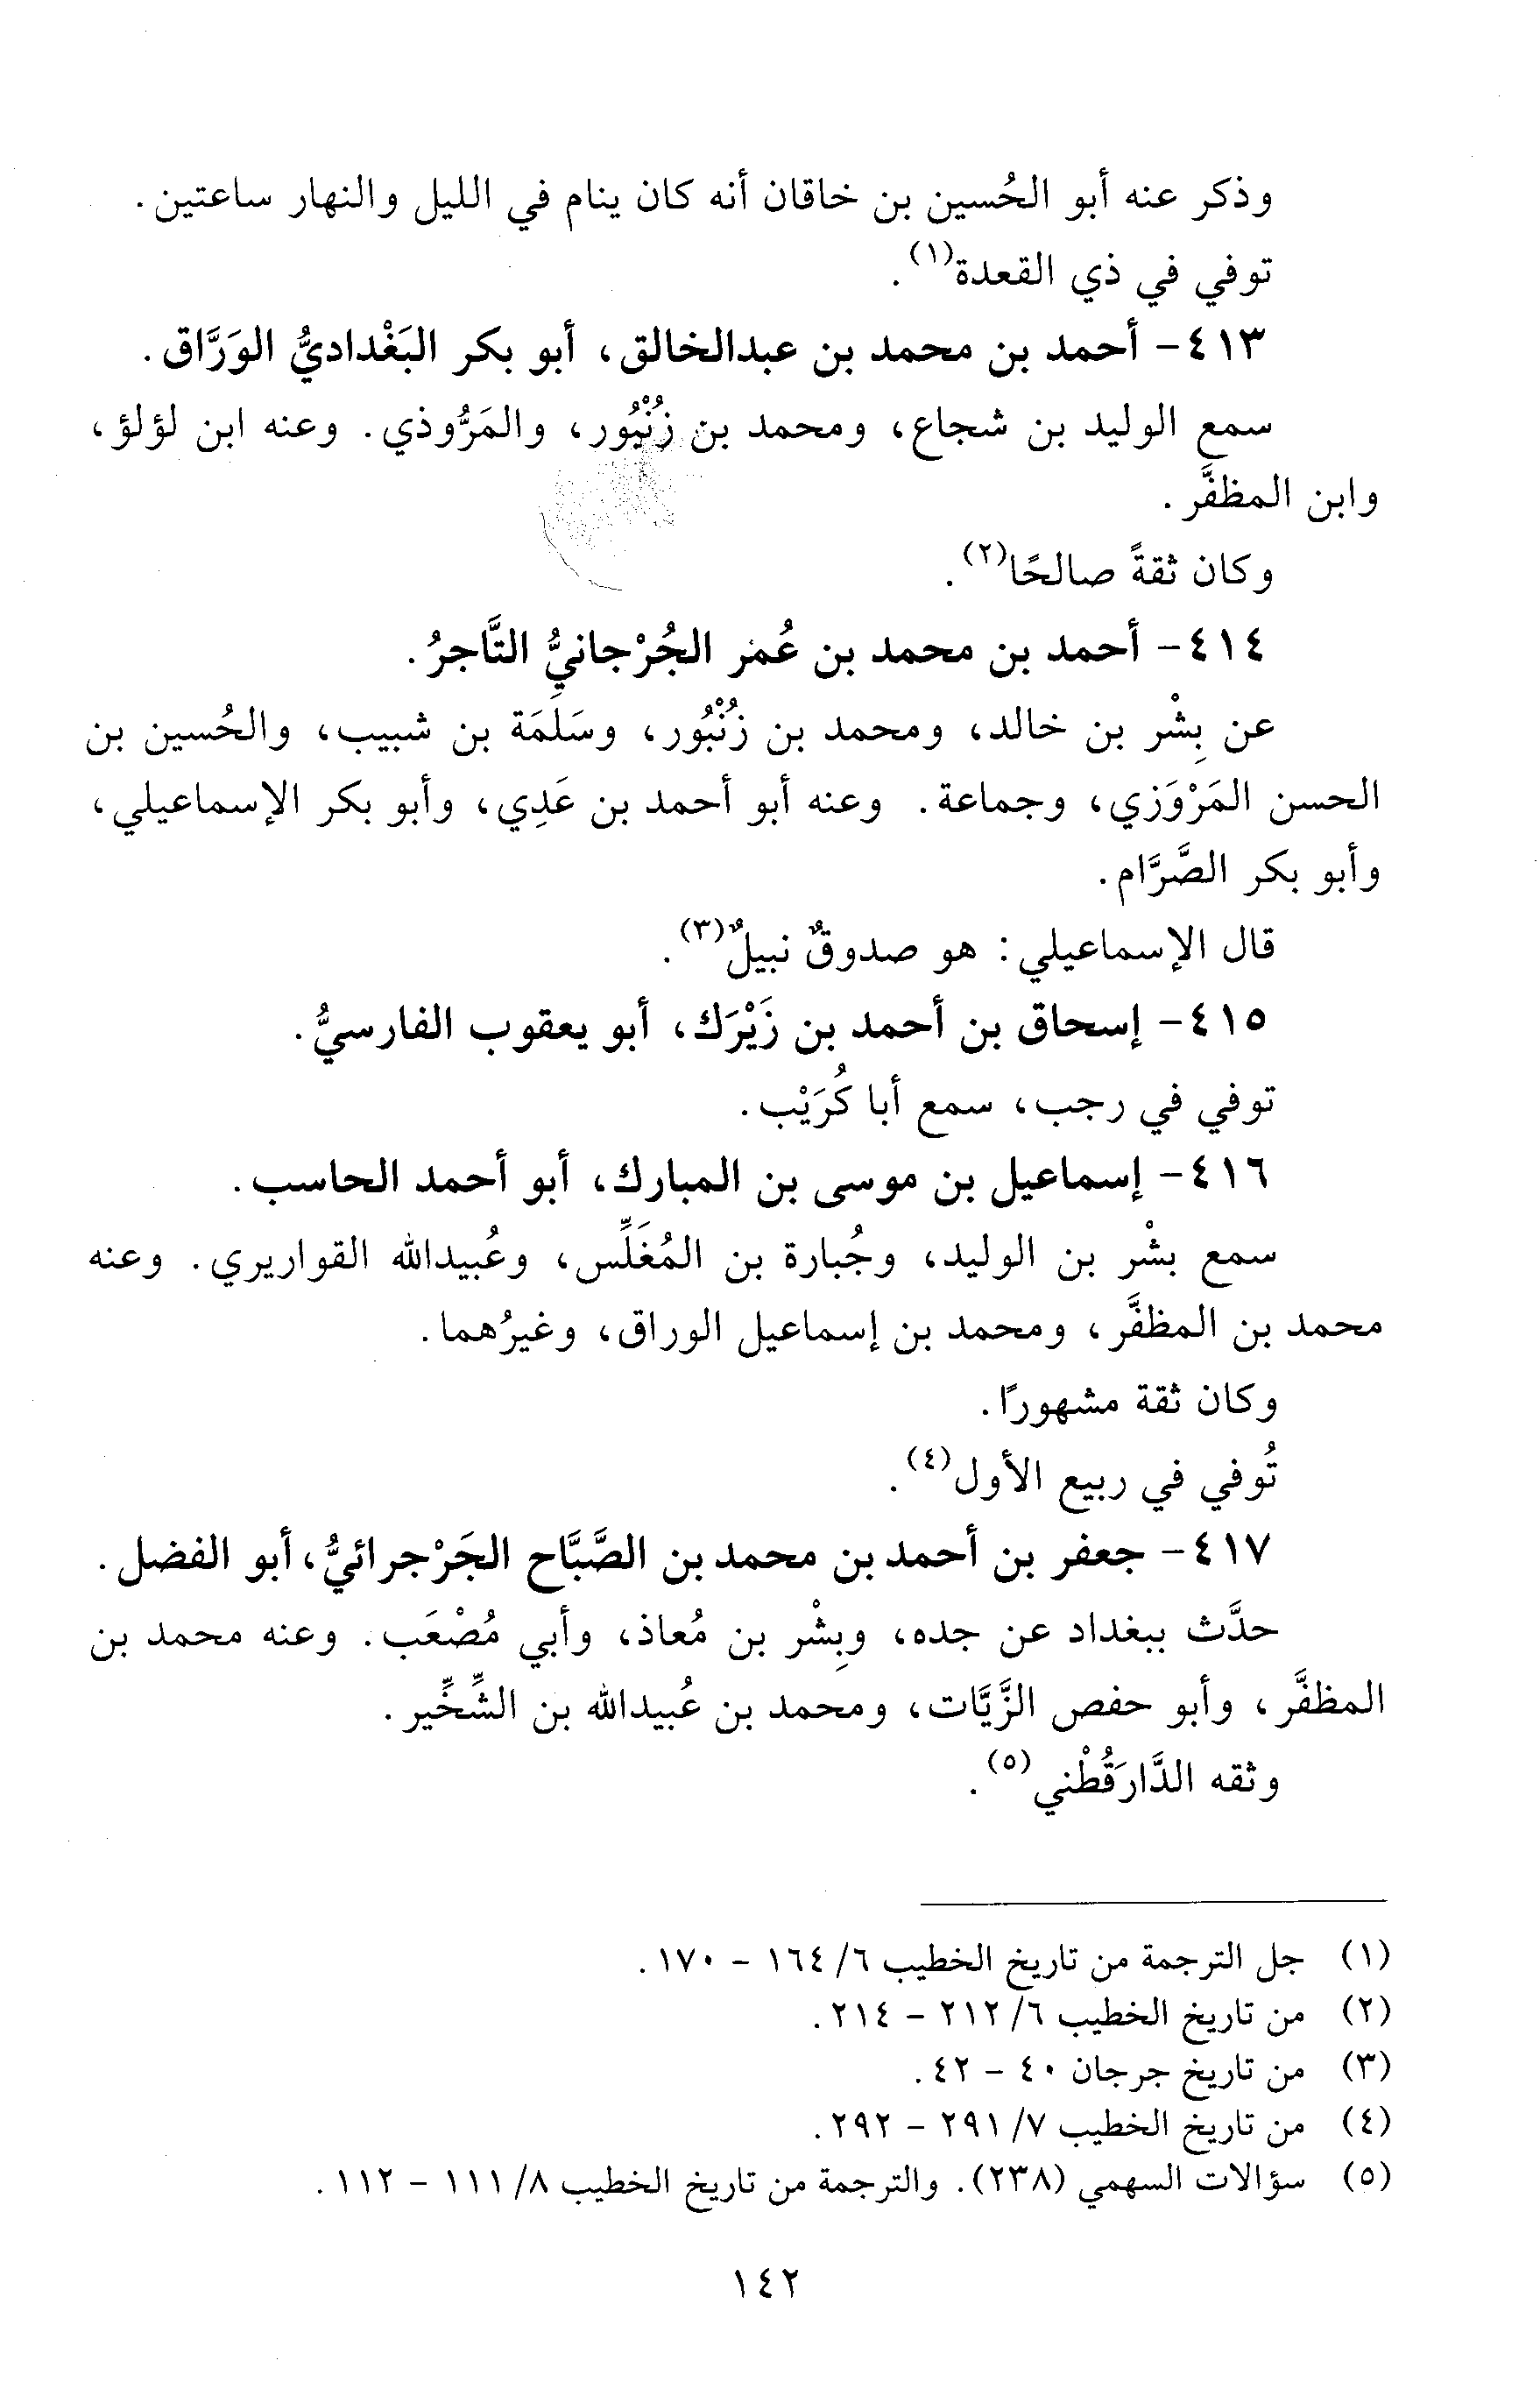 وذكر عنه أبو الحُسين بن خاقان أنه كان ينام في الليل والنهار ساعتين.
توفي في ذي القعدة(١).
٤١٣- أحمد بن محمد بن عبدالخالق، أبو بكر البَغْداديُّ الوَرَّاق.
سمع الوليد بن شجاع، ومحمد بن زُنْبُور، والمَرُّوذي. وعنه ابن لؤلؤ،
وابن المظفَّر.
وكان ثقةً صالحًا(٢).
٤١٤- أحمد بن محمد بن عُمر الجُرْجانيُّ التَّاجرُ.
عن بِشْر بن خالد، ومحمد بن زُنْبُور، وسَلَمَة بن شبيب، والحُسين بن
الحسن المَرْوَزي، وجماعة. وعنه أبو أحمد بن عَدِي، وأبو بكر الإسماعيلي،
وأبو بكر الصَّرَّام.
قال الإسماعيلي: هو صدوقٌ نبيلٌ(٣).
٤١٥- إسحاق بن أحمد بن زَيْرَك، أبو يعقوب الفارسيُّ.
توفي في رجب، سمع أبا كُرَيْب.
٤١٦- إسماعيل بن موسى بن المبارك، أبو أحمد الحاسب.
سمع بشْر بن الوليد، وجُبارة بن المُغَلِّس، وعُبيدالله القواريري. وعنه
محمد بن المظفَّر، ومحمد بن إسماعيل الوراق، وغيرُهما.
وكان ثقة مشهورًا.
تُوفي في ربيع الأول(٤).
٤١٧- جعفر بن أحمد بن محمد بن الصَّبَّاح الجَرْجرائيُّ، أبو الفضل.
حدَّث ببغداد عن جده، وبِشْر بن مُعاذ، وأبي مُصْعَب. وعنه محمد بن
المظفَّر، وأبو حفص الزَّيَّات، ومحمد بن عُبيدالله بن الشِّخِّير.
وثقه الدَّارَقُطْني(٥).
(١) جل الترجمة من تاريخ الخطيب ٦/ ١٦٤ - ١٧٠.
(٢) من تاريخ الخطيب ٦/ ٢١٢ - ٢١٤.
(٣) من تاريخ جرجان ٤٠ - ٤٢.
(٤) من تاريخ الخطيب ٧/ ٢٩١ - ٢٩٢.
(٥) سؤالات السهمي (٢٣٨). والترجمة من تاريخ الخطيب ٨/ ١١١ - ١١٢.
١٤٢